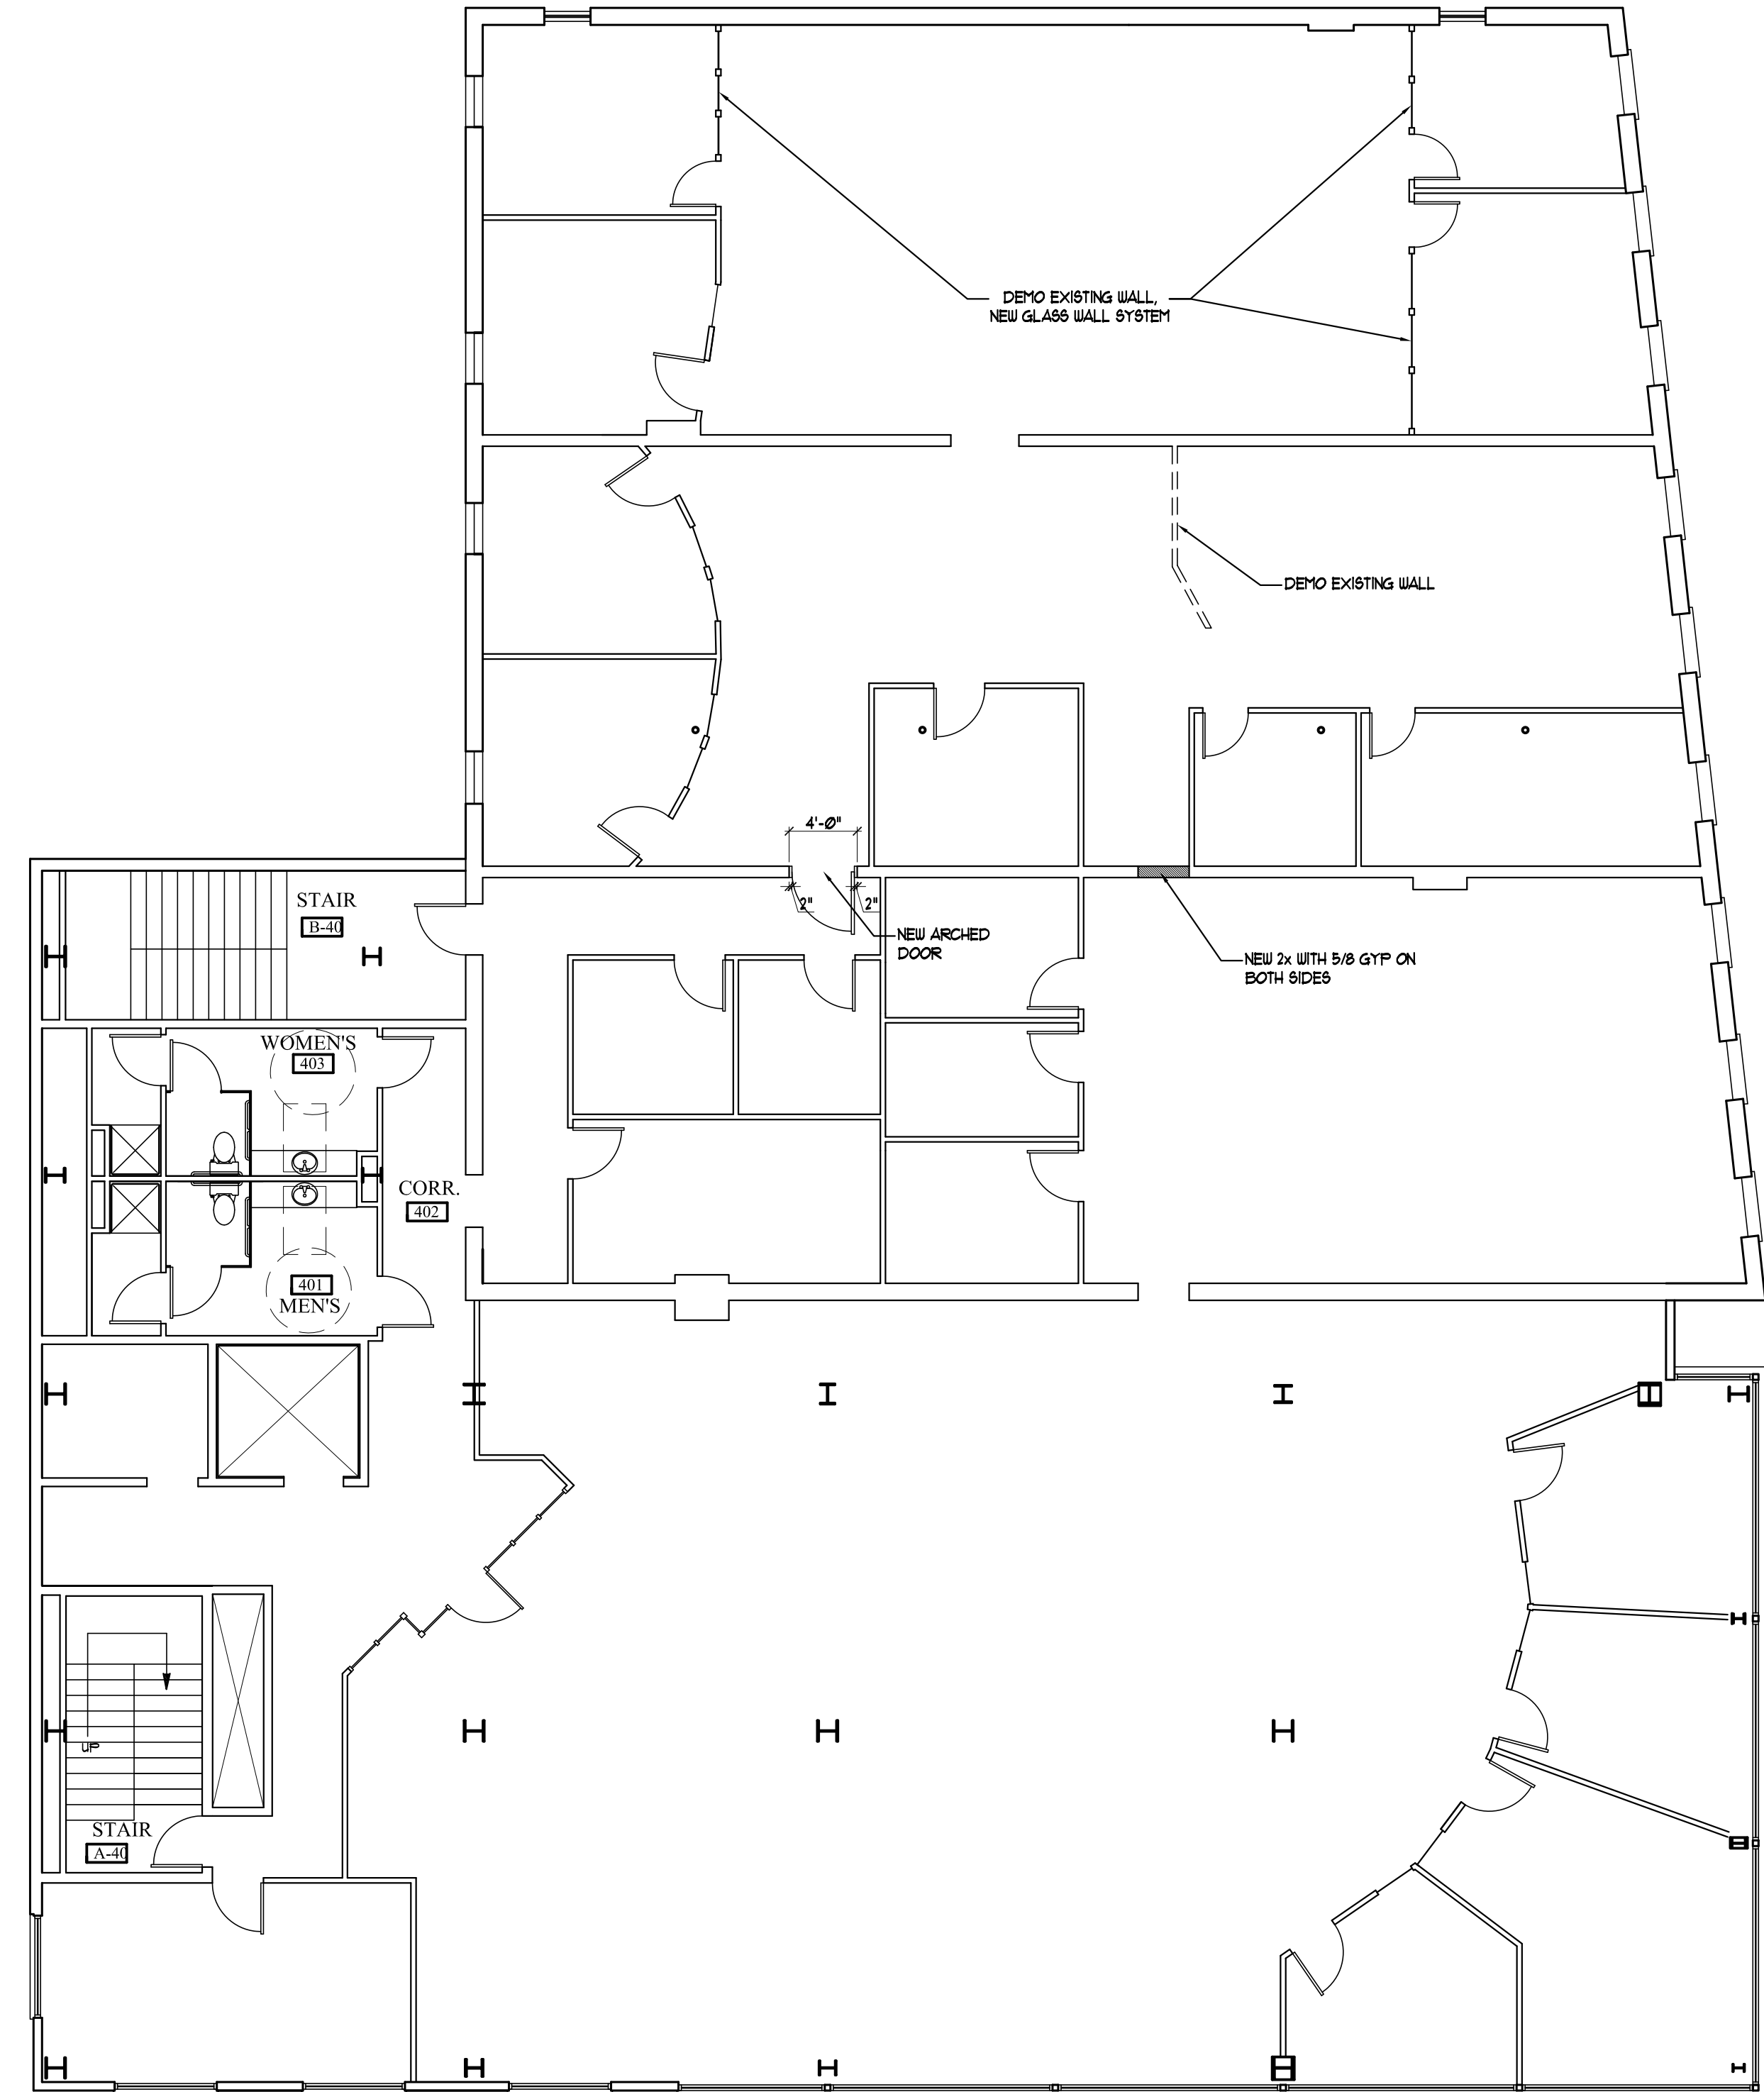 DEMO EXISTING WALL,
NEW GLASS WALL SYSTEM
DEMO EXISTING WALL
4'-0"
2"
2"
NEW ARCHED
DOOR
NEW 2x WITH 5/8 GYP ON
BOTH SIDES
STAIR
B-40
WOMEN'S
403
CORR.
402
401
MEN'S
UP
STAIR
A-40